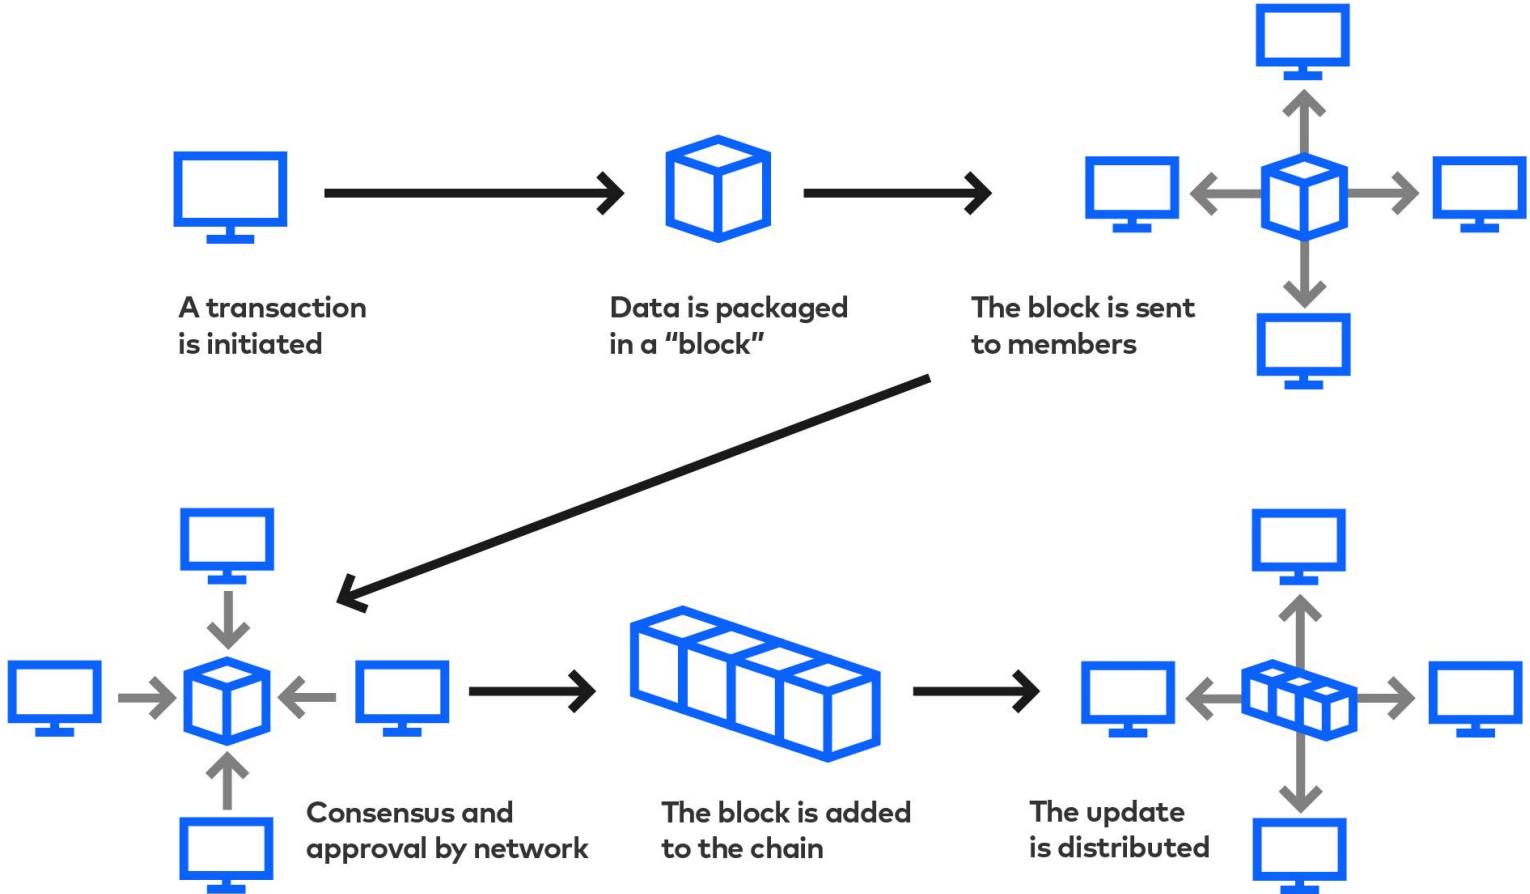 A transaction
is initiated
Data is packaged
in a “block”
The block is sent
to members
Consensus and
approval by network
The block is added
to the chain
The update
is distributed